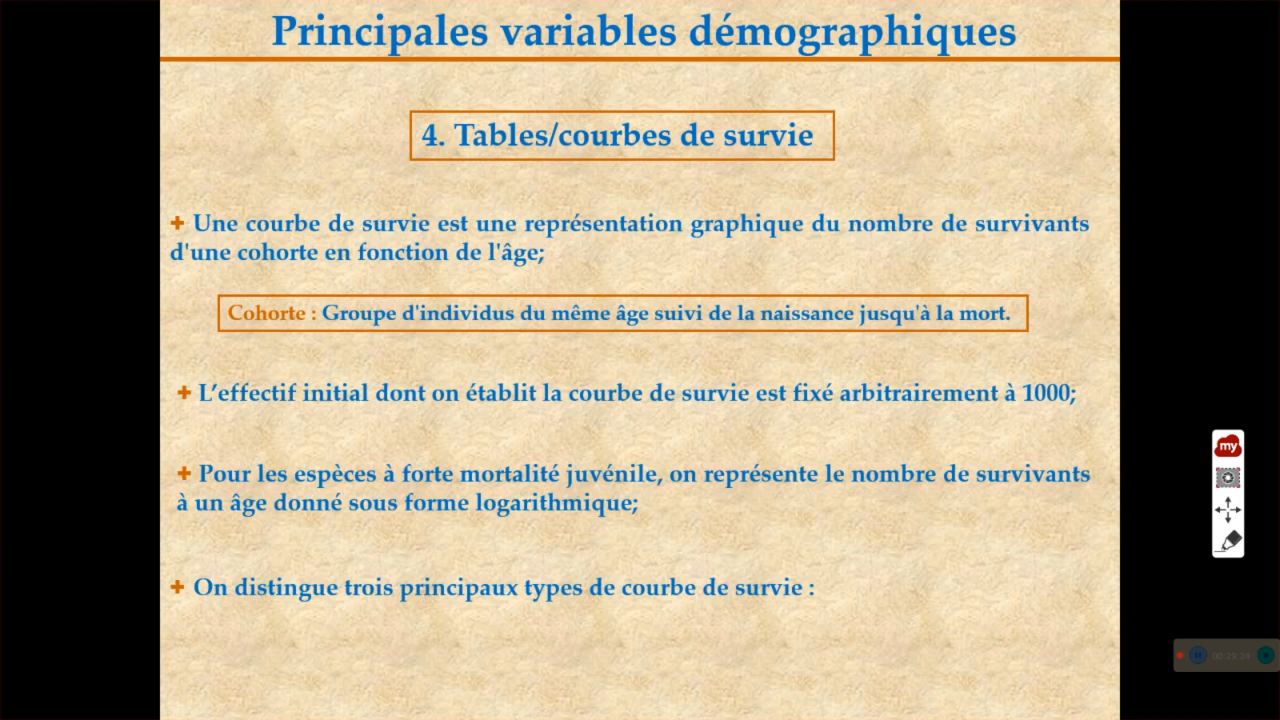 Principales variables démographiques
4. Tables/courbes de survie
+ Une courbe de survie est une représentation graphique du nombre de survivants
d'une cohorte en fonction de l'âge;
Cohorte : Groupe d'individus du même âge suivi de la naissance jusqu'à la mort.
+ L’effectif initial dont on établit la courbe de survie est fixé arbitrairement à 1000;
+ Pour les espèces à forte mortalité juvénile, on représente le nombre de survivants
à un âge donné sous forme logarithmique;
+ On distingue trois principaux types de courbe de survie :
my